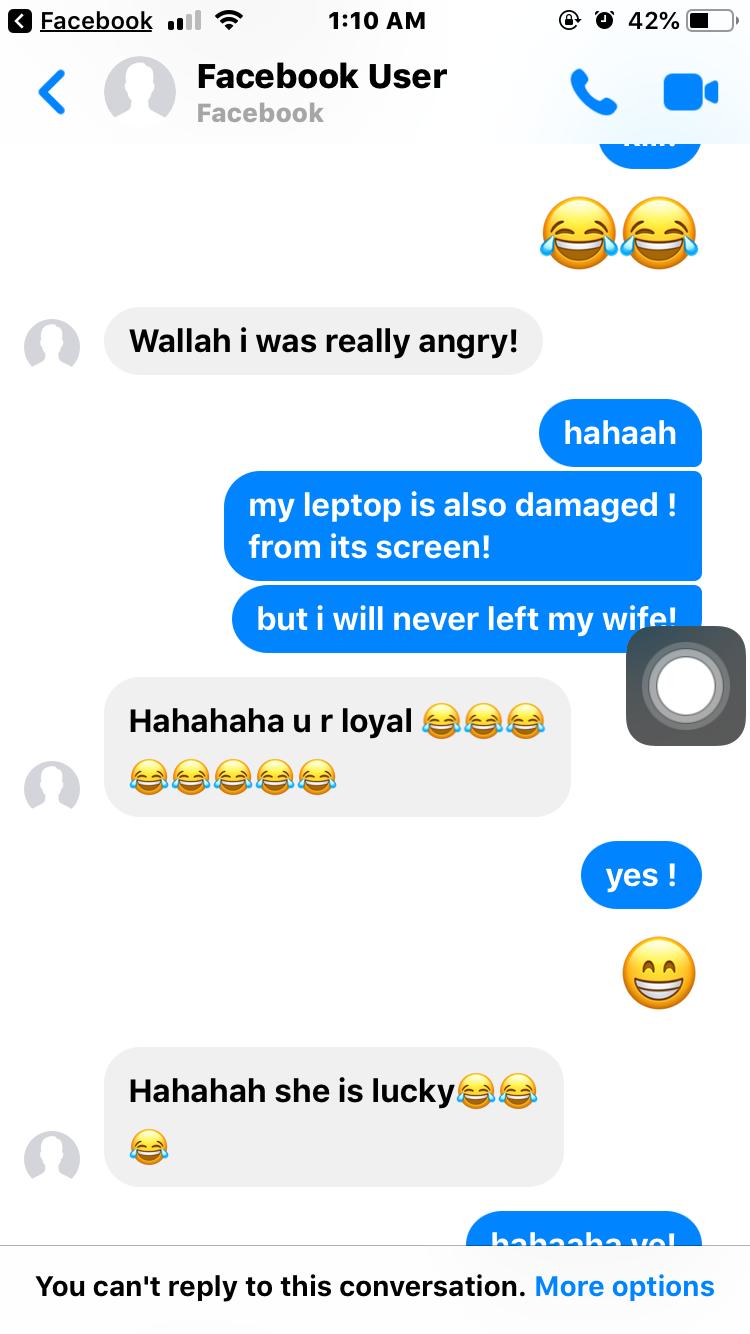 Facebook 1:10 AM 42%
Facebook User
Facebook
😂😂
Wallah i was really angry!
hahaah
my leptop is also damaged !
from its screen!
but i will never left my wife!
Hahahaha u r loyal 😂😂😂
😂😂😂😂😂
yes !
😁
Hahahah she is lucky😂😂
😂
hahaaha ye!
You can't reply to this conversation. More options